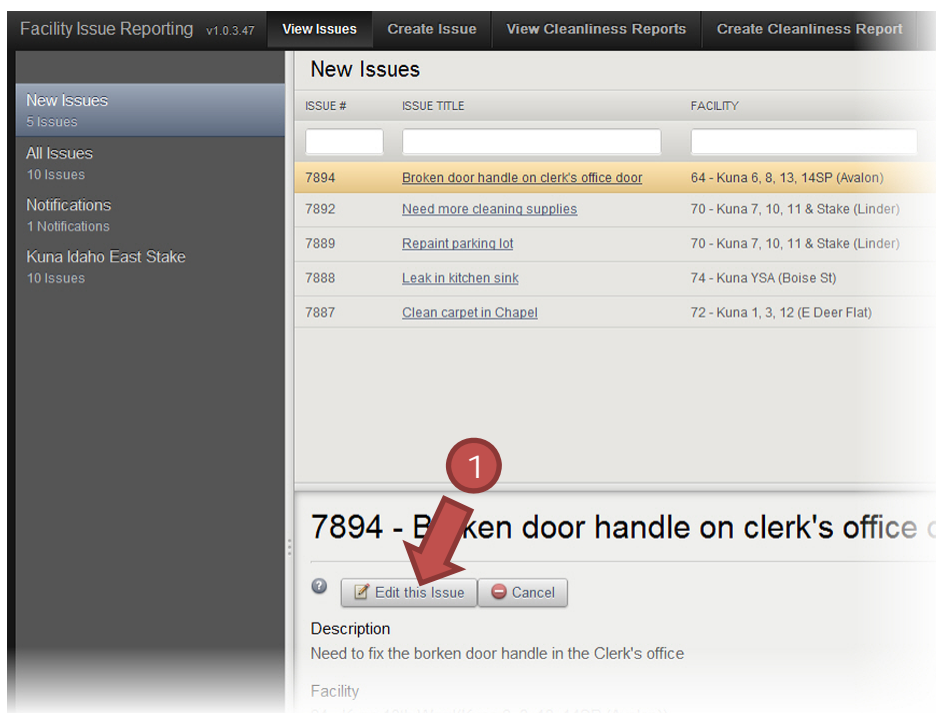 Facility Issue Reporting v1.0.3.47 View Issues Create Issue View Cleanliness Reports Create Cleanliness Report
New Issues
5 Issues
All Issues
10 Issues
Notifications
1 Notifications
Kuna Idaho East Stake
10 Issues
New Issues
ISSUE # ISSUE TITLE FACILITY
7894 Broken door handle on clerk's office door 64 - Kuna 6, 8, 13, 14SP (Avalon)
7892 Need more cleaning supplies 70 - Kuna 7, 10, 11 & Stake (Linder)
7889 Repaint parking lot 70 - Kuna 7, 10, 11 & Stake (Linder)
7888 Leak in kitchen sink 74 - Kuna YSA (Boise St)
7887 Clean carpet in Chapel 72 - Kuna 1, 3, 12 (E Deer Flat)
1
7894 - Broken door handle on clerk's office
? Edit this Issue Cancel
Description
Need to fix the borken door handle in the Clerk's office
Facility